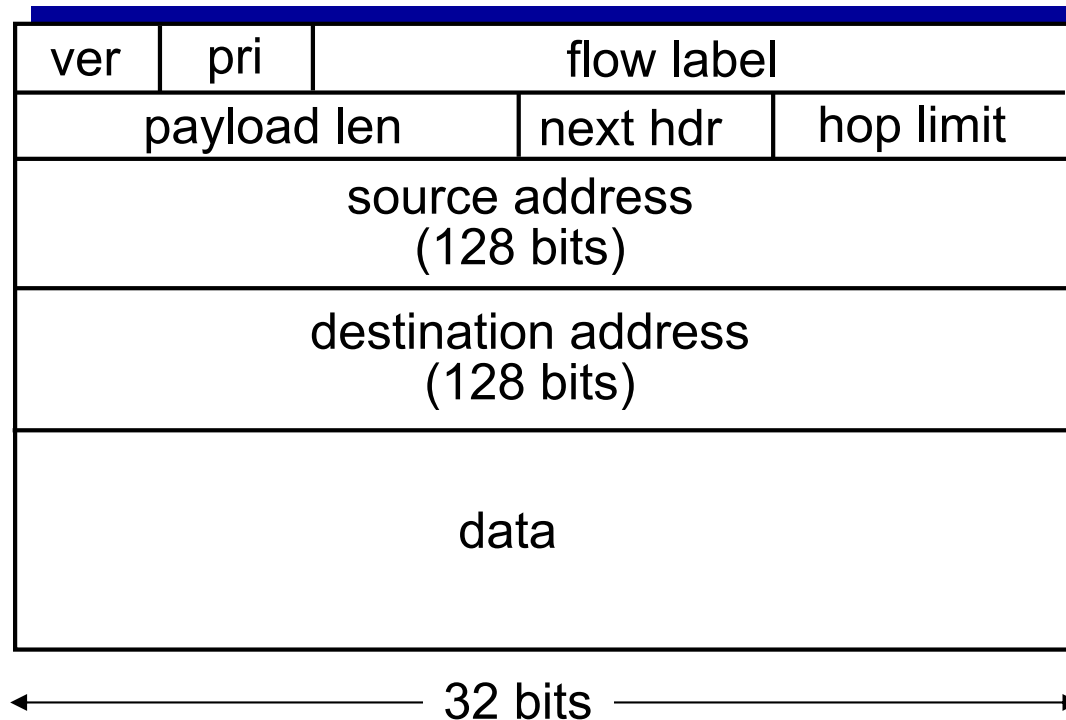 ver pri flow label
payload len next hdr hop limit
source address
(128 bits)
destination address
(128 bits)
data
32 bits